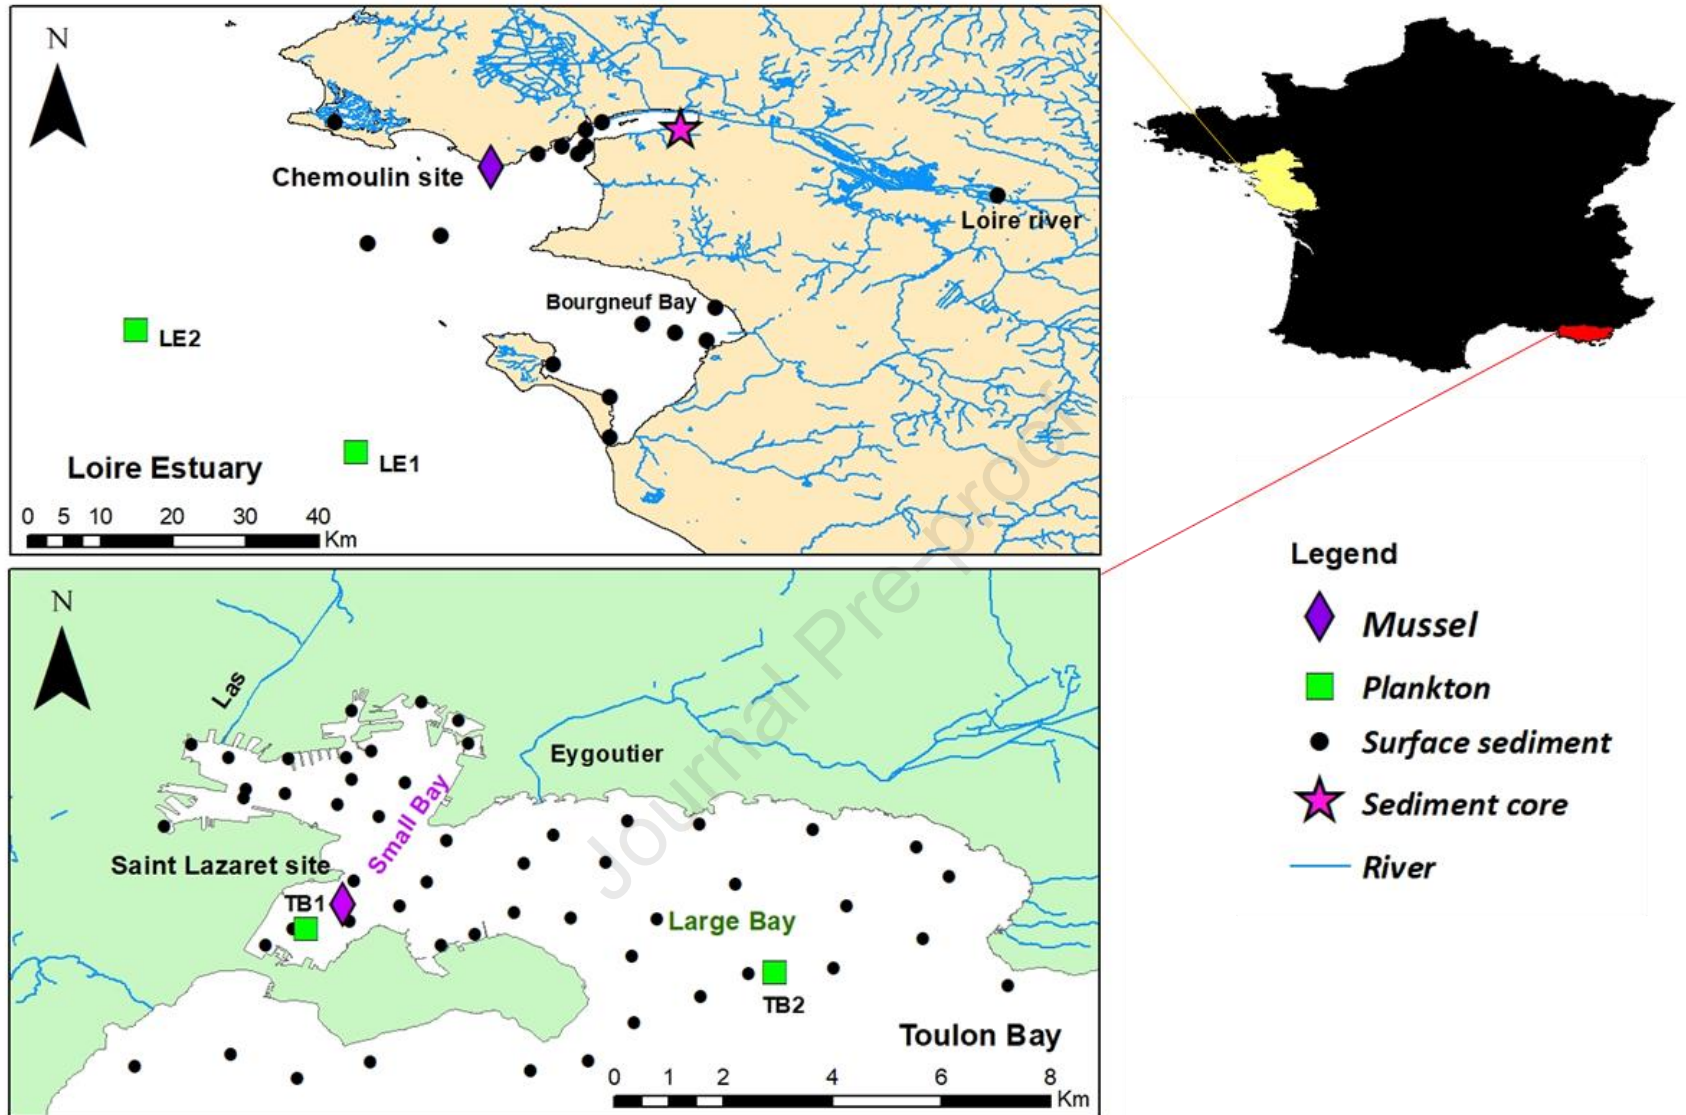 N
Chemoulin site
Loire river
Bourgneuf Bay
LE2
LE1
Loire Estuary
0 5 10 20 30 40
Km
N
Las
Eygoutier
Small Bay
Saint Lazaret site
TB1
Large Bay
TB2
Toulon Bay
0 1 2 4 6 8
Km
Legend
Mussel
Plankton
Surface sediment
Sediment core
River
Journal Pre-proof